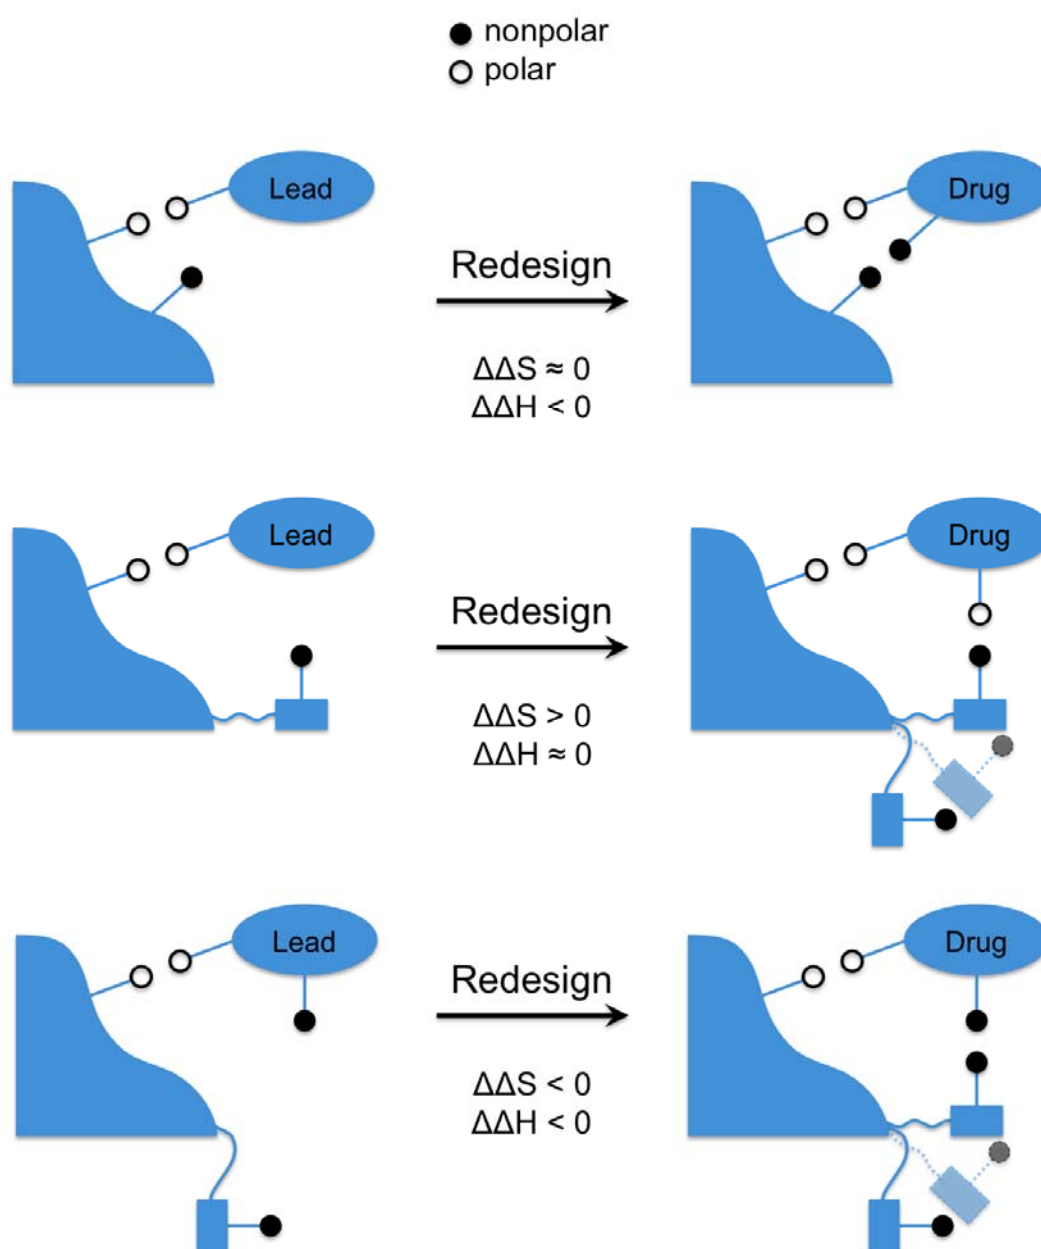 nonpolar
polar
Lead
Redesign
ΔΔS ≈ 0
ΔΔH < 0
Drug
Lead
Redesign
ΔΔS > 0
ΔΔH ≈ 0
Drug
Lead
Redesign
ΔΔS < 0
ΔΔH < 0
Drug